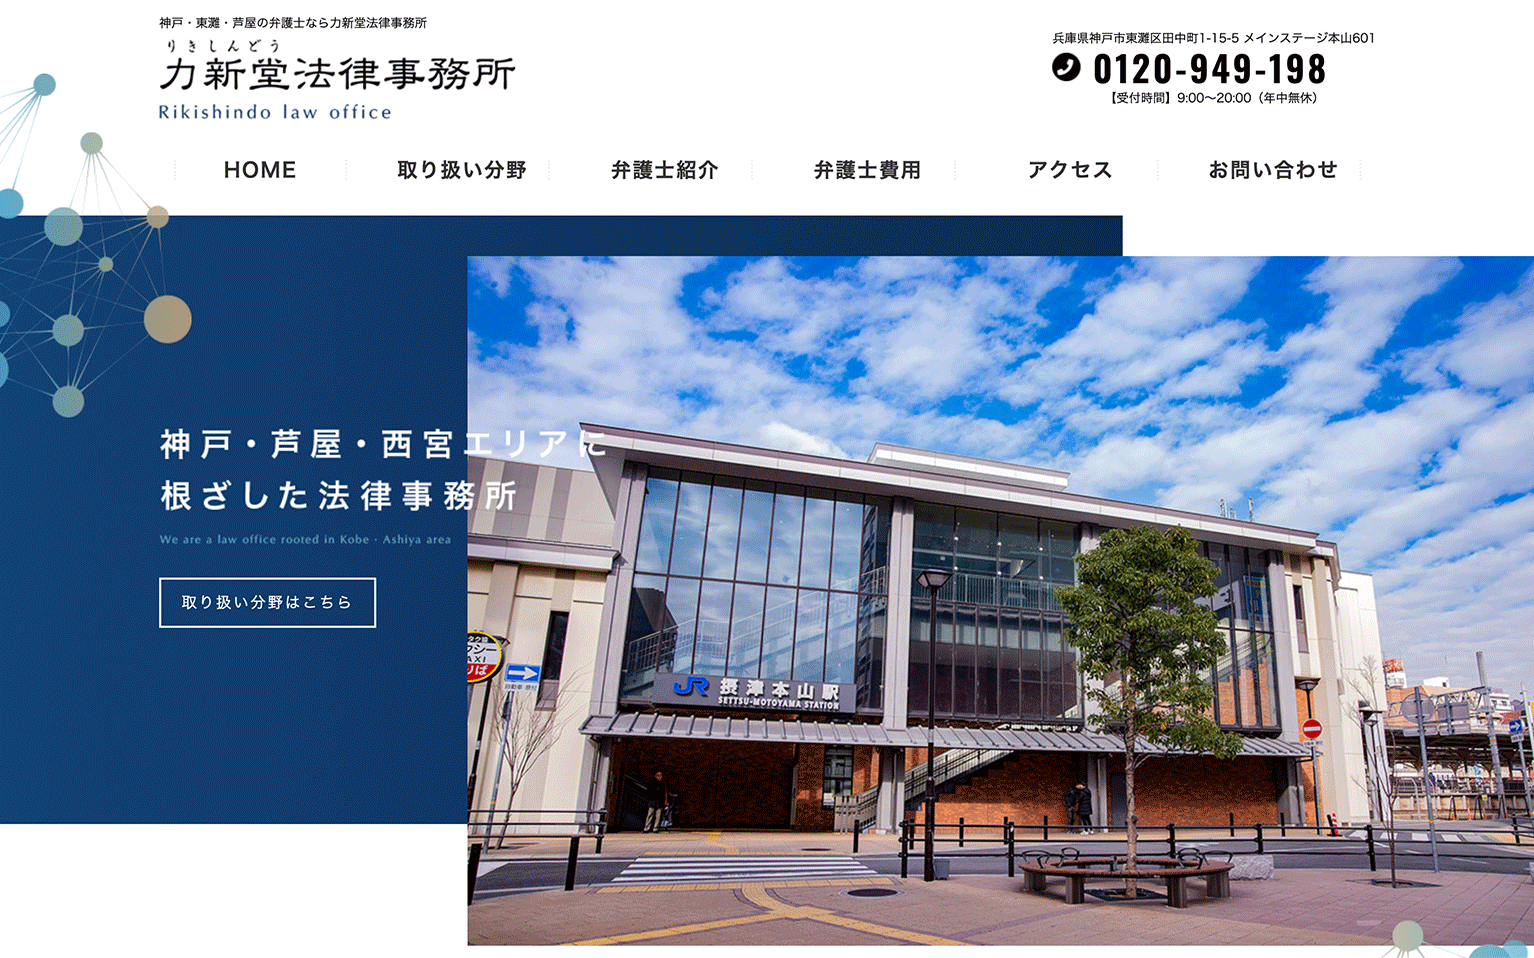 神戸・東灘・芦屋の弁護士なら力新堂法律事務所
りきしんどう
力新堂法律事務所
Rikishindo law office
兵庫県神戸市東灘区田中町1-15-5 メインステージ本山601
0120-949-198
【受付時間】9:00～20:00（年中無休）
HOME
取り扱い分野
弁護士紹介
弁護士費用
アクセス
お問い合わせ
神戸・芦屋・西宮エリアに
根ざした法律事務所
We are a law office rooted in Kobe · Ashiya area
取り扱い分野はこちら
JR 摂津本山駅
SETTSU-MOTOYAMA STATION